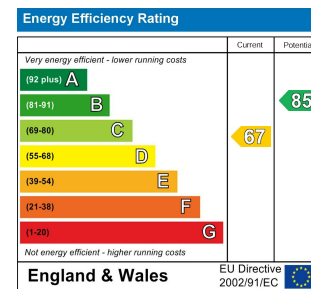 Energy Efficiency Rating
Current Potentia
Very energy efficient - lower running costs
(92 plus) A
(81-91) B
85
(69-80) C
67
(55-68) D
(39-54) E
(21-38) F
(1-20) G
Not energy efficient - higher running costs
England & Wales
EU Directive
2002/91/EC